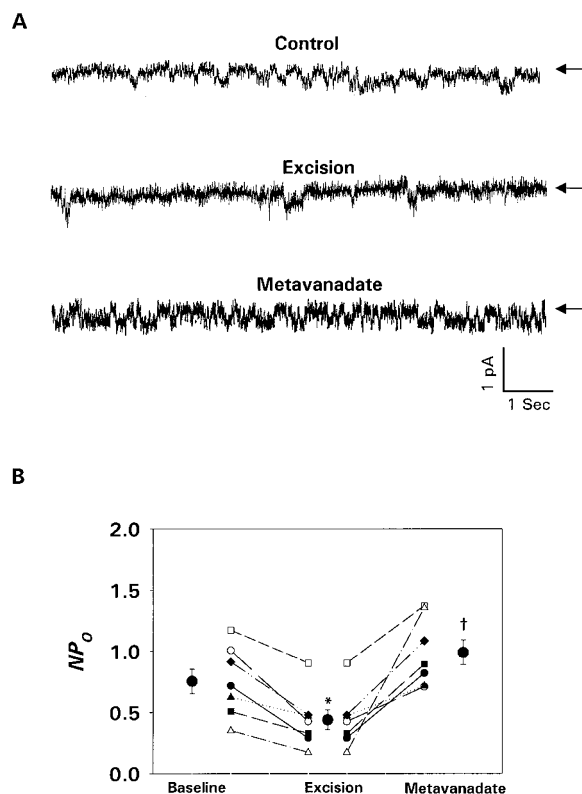 A
Control
Excision
Metavanadate
1 pA
1 Sec
B
NPO
2.0
1.5
1.0
0.5
0.0
*
†
Baseline
Excision
Metavanadate